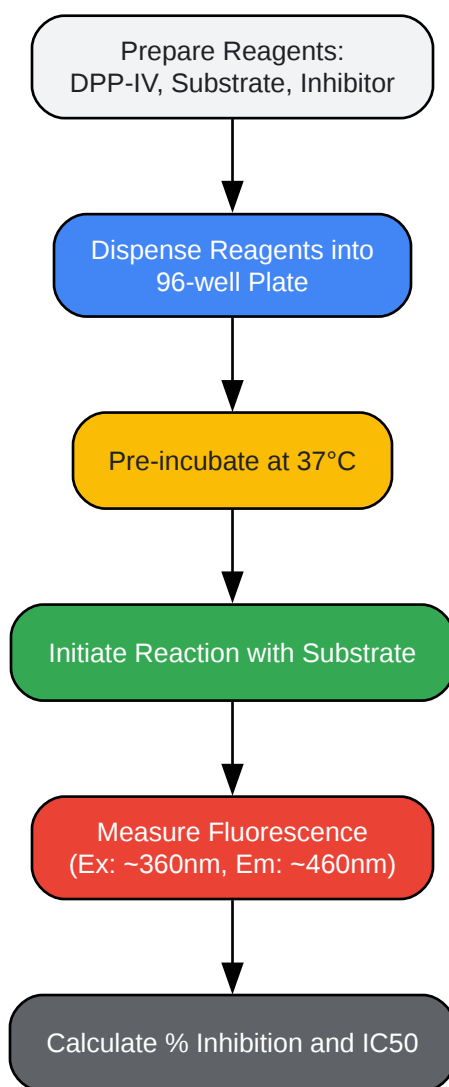 Prepare Reagents:
DPP-IV, Substrate, Inhibitor
Dispense Reagents into
96-well Plate
Pre-incubate at 37°C
Initiate Reaction with Substrate
Measure Fluorescence
(Ex: ~360nm, Em: ~460nm)
Calculate % Inhibition and IC50